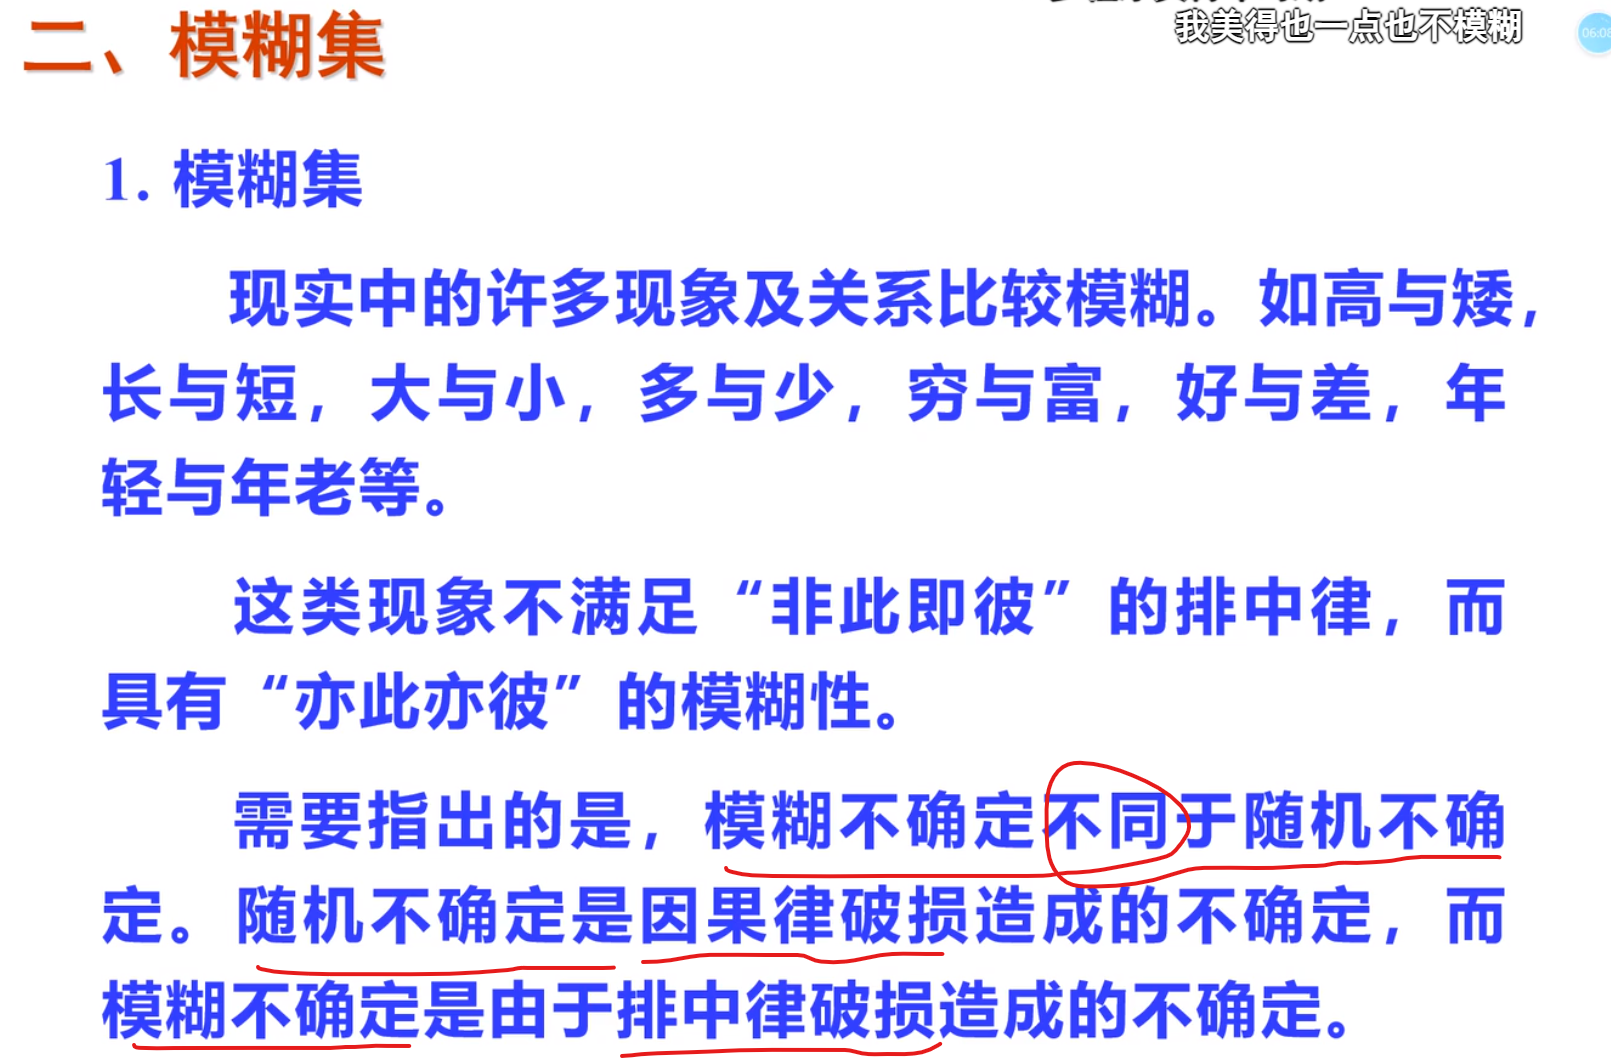 我美得也一点也不模糊
06:08
二、模糊集
1. 模糊集
现实中的许多现象及关系比较模糊。如高与矮，
长与短，大与小，多与少，穷与富，好与差，年
轻与年老等。
这类现象不满足“非此即彼”的排中律，而
具有“亦此亦彼”的模糊性。
需要指出的是，模糊不确定不同于随机不确
定。随机不确定是因果律破损造成的不确定，而
模糊不确定是由于排中律破损造成的不确定。